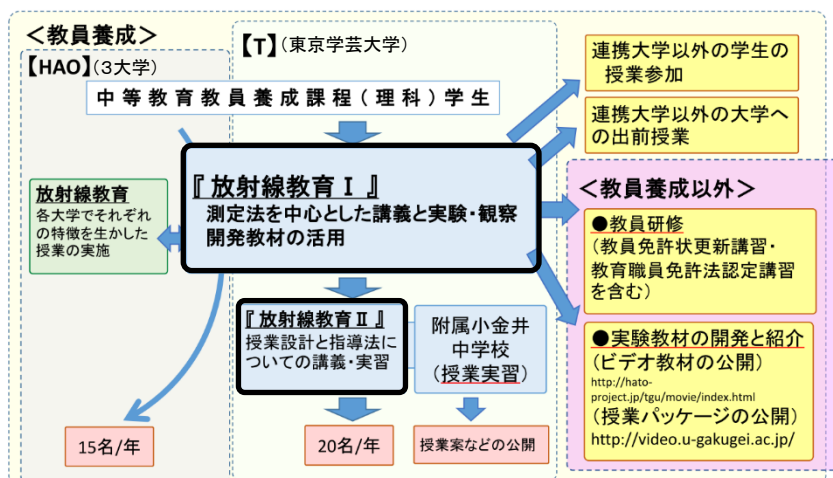 ＜教員養成＞
【HAO】(３大学)
【T】(東京学芸大学)
中等教育教員養成課程(理科)学生
連携大学以外の学生の
授業参加
連携大学以外の大学へ
の出前授業
『 放射線教育Ⅰ 』
測定法を中心とした講義と実験・観察
開発教材の活用
放射線教育
各大学でそれぞれ
の特徴を生かした
授業の実施
＜教員養成以外＞
●教員研修
(教員免許状更新講習・
教育職員免許法認定講習
を含む)
『 放射線教育Ⅱ 』
授業設計と指導法に
ついての講義・実習
附属小金井
中学校
(授業実習)
●実験教材の開発と紹介
(ビデオ教材の公開)
http://hato-
project.jp/tgu/movie/index.html
(授業パッケージの公開)
http://video.u-gakugei.ac.jp/
15名/年
20名/年
授業案などの公開